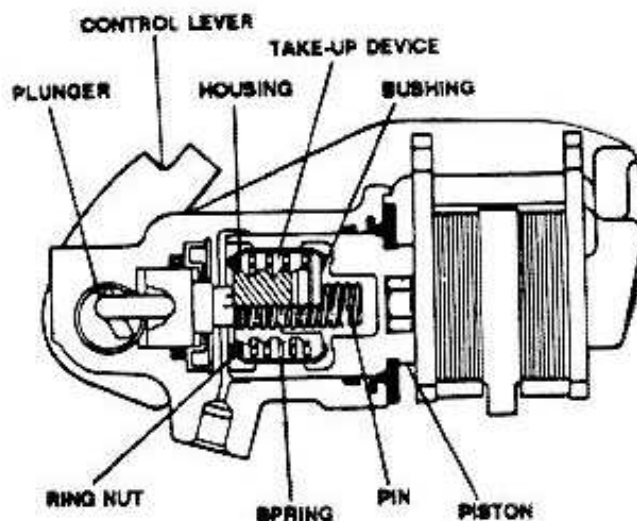 CONTROL LEVER
TAKE-UP DEVICE
PLUNGER
HOUSING
BUSHING
RING NUT
SPRING
PIN
PISTON